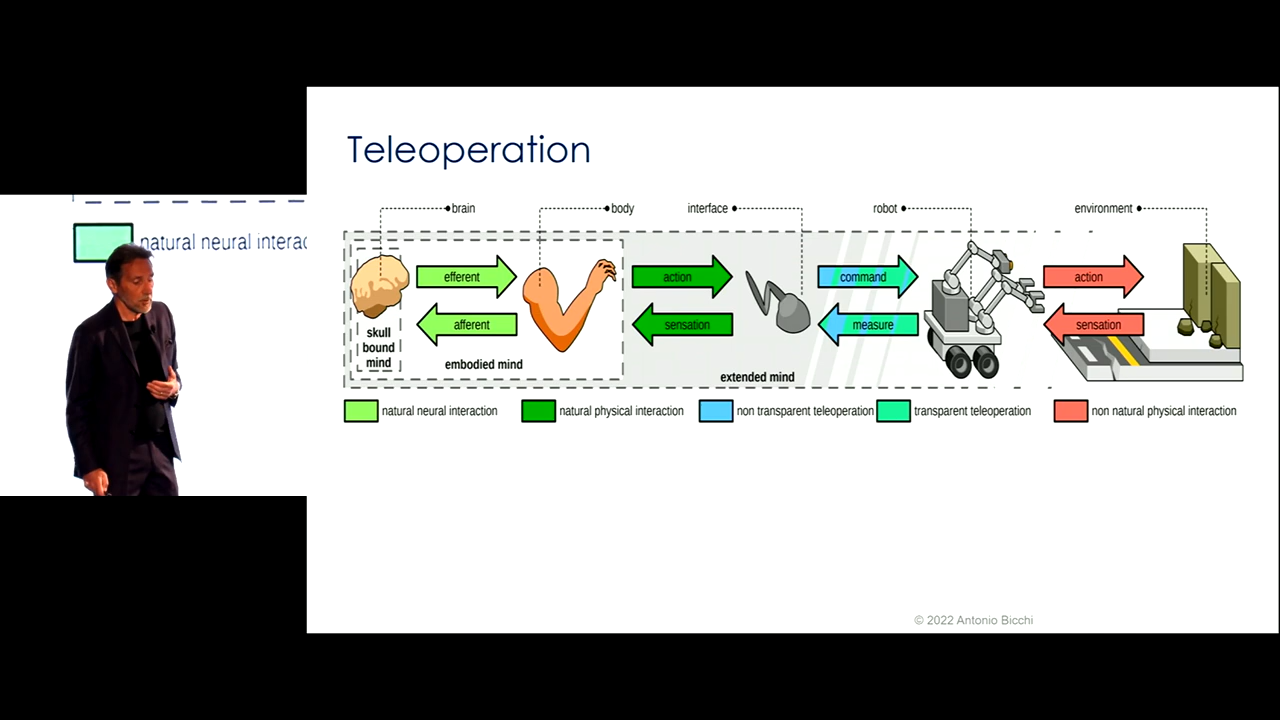 Teleoperation
brain
body
interface
robot
environment
efferent
action
command
action
afferent
sensation
measure
sensation
skull
bound
mind
embodied mind
extended mind
natural neural interaction
natural physical interaction
non transparent teleoperation
transparent teleoperation
non natural physical interaction
© 2022 Antonio Bicchi
natural neural interac